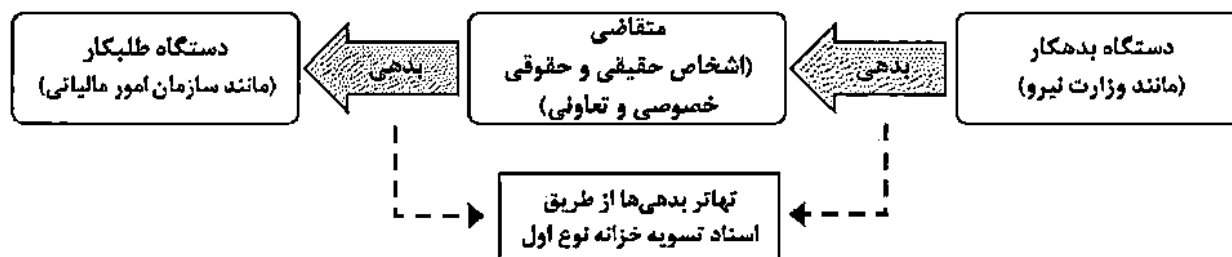 دستگاه بدهکار
(مانند وزارت نیرو)
بدهی
متقاضی
(اشخاص حقیقی و حقوقی
خصوصی و تعاونی)
بدهی
دستگاه طلبکار
(مانند سازمان امور مالیاتی)
تهاتر بدهی‌ها از طریق
اسناد تسویه خزانه نوع اول